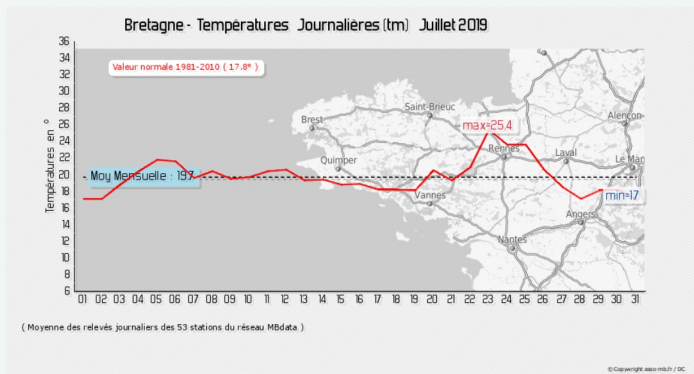 Bretagne - Températures Journalières (tm) Juillet 2019
Valeur normale 1981-2010 ( 17.8° )
Températures en °
36
34
32
30
28
26
24
22
20
18
16
14
12
10
8
6
Moy Mensuelle : 19.7
max=25.4
min=17
Brest
Saint-Brieuc
Alençon
Quimper
Rennes
Laval
Le Man
Vannes
Angers
Nantes
01 02 03 04 05 06 07 08 09 10 11 12 13 14 15 16 17 18 19 20 21 22 23 24 25 26 27 28 29 30 31
( Moyenne des relevés journaliers des 53 stations du réseau MBdata )
© Copywright asso-mb.fr / DC